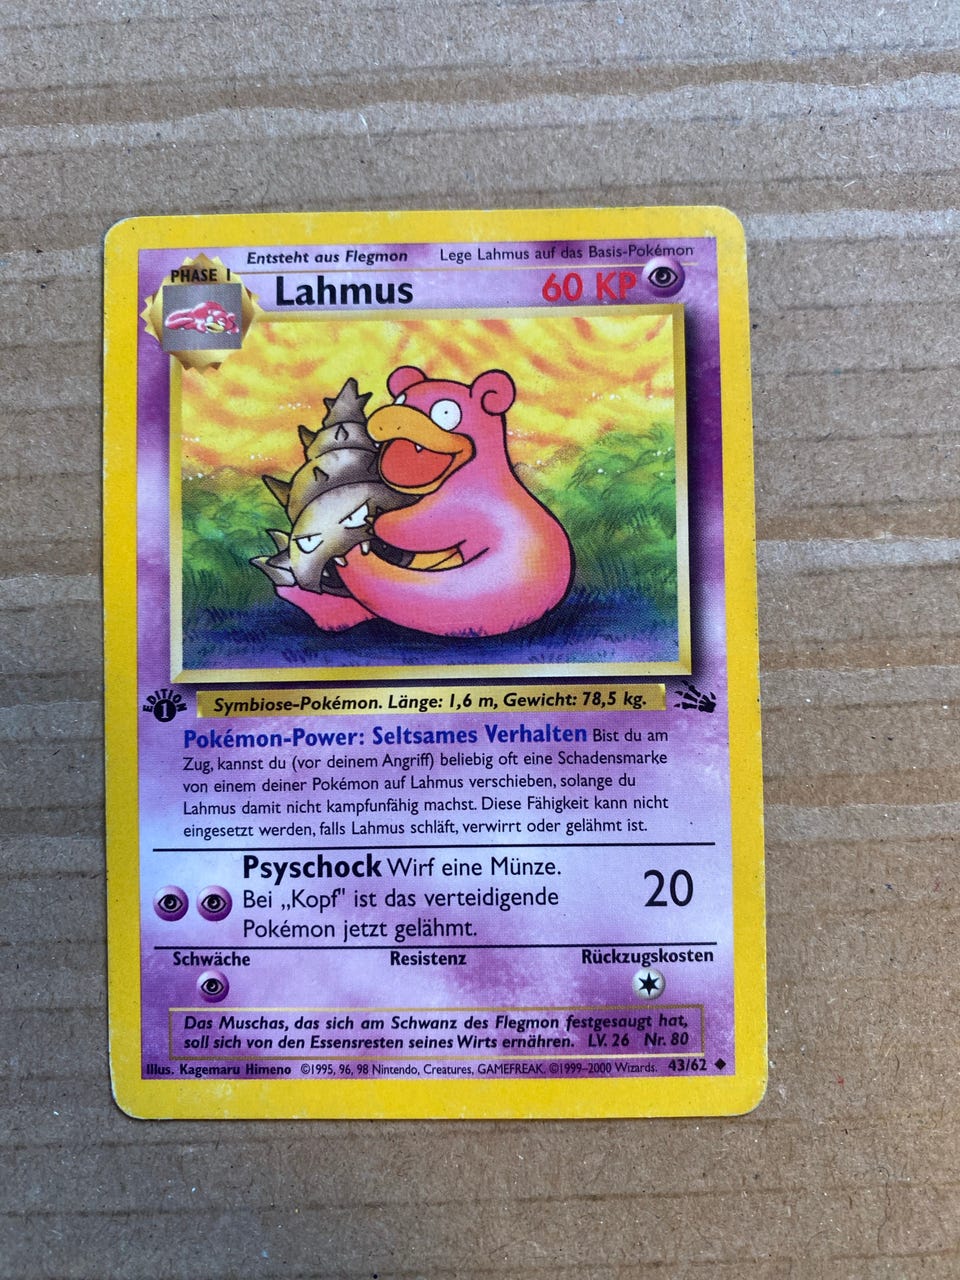 Entsteht aus Flegmon
Lege Lahmus auf das Basis-Pokémon
PHASE 1
Lahmus
60 KP
EDITION
1
Symbiose-Pokémon. Länge: 1,6 m, Gewicht: 78,5 kg.
Pokémon-Power: Seltsames Verhalten Bist du am
Zug, kannst du (vor deinem Angriff) beliebig oft eine Schadensmarke
von einem deiner Pokémon auf Lahmus verschieben, solange du
Lahmus damit nicht kampfunfähig machst. Diese Fähigkeit kann nicht
eingesetzt werden, falls Lahmus schläft, verwirrt oder gelähmt ist.
Psyschock Wirf eine Münze.
Bei „Kopf" ist das verteidigende
Pokémon jetzt gelähmt.
20
Schwäche
Resistenz
Rückzugskosten
Das Muschas, das sich am Schwanz des Flegmon festgesaugt hat,
soll sich von den Essensresten seines Wirts ernähren. LV. 26 Nr. 80
Illus. Kagemaru Himeno ©1995, 96, 98 Nintendo, Creatures, GAMEFREAK. ©1999-2000 Wizards. 43/62